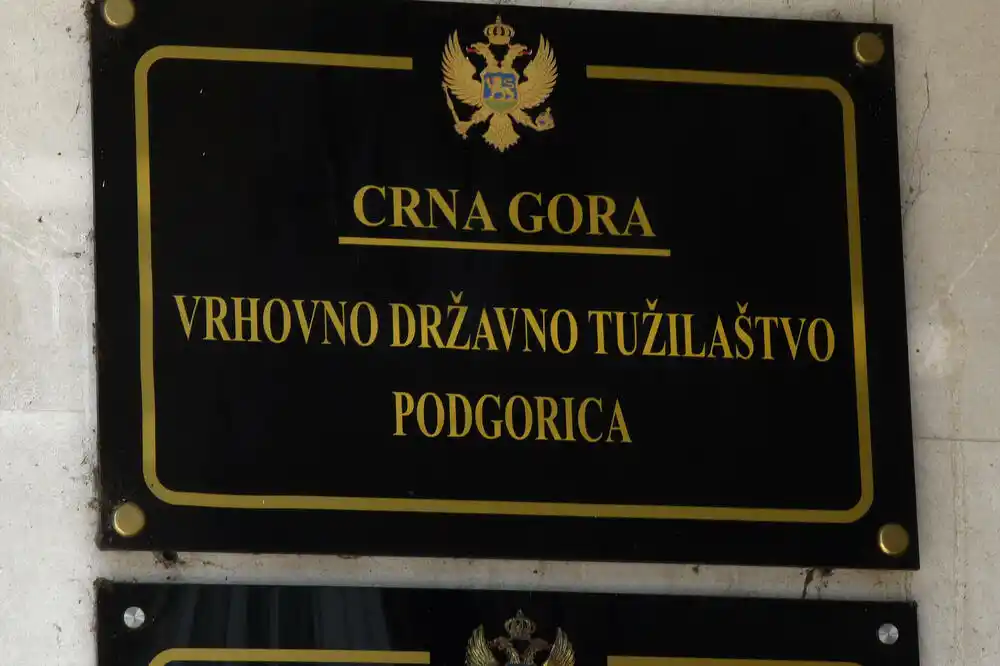 CRNA GORA
VRHOVNO DRŽAVNO TUŽILAŠTVO
PODGORICA